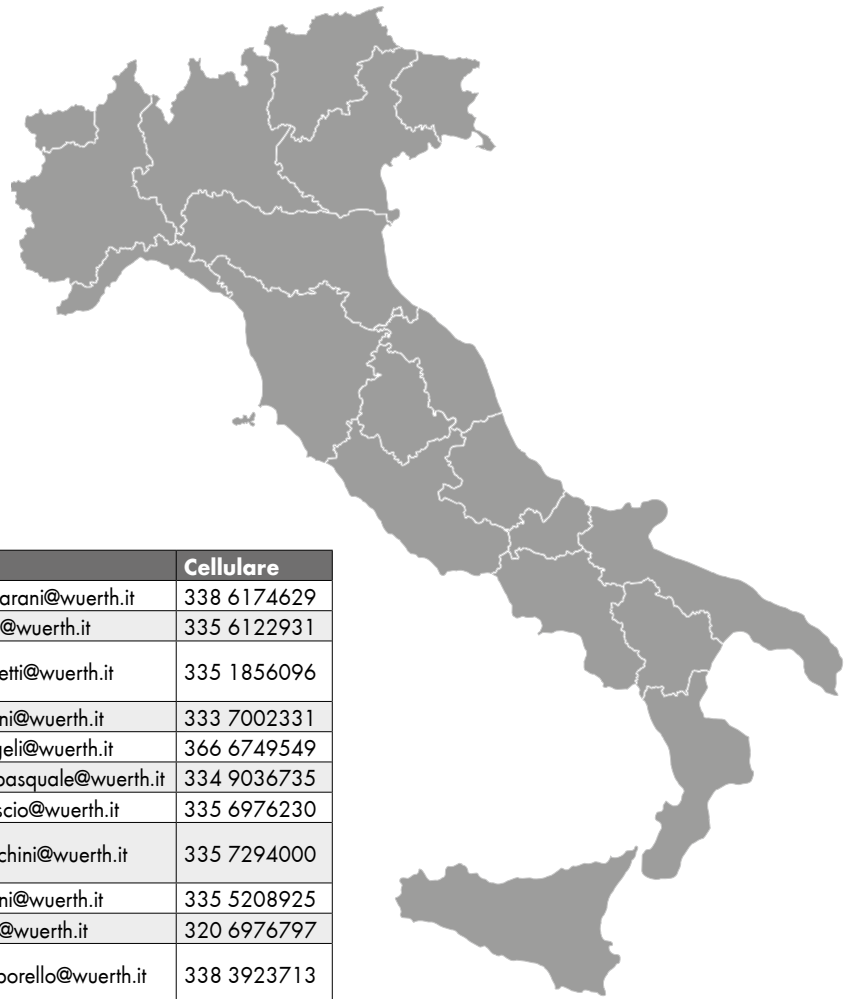 Cellulare
arani@wuerth.it 338 6174629
@wuerth.it 335 6122931
etti@wuerth.it 335 1856096
ni@wuerth.it 333 7002331
geli@wuerth.it 366 6749549
pasquale@wuerth.it 334 9036735
scio@wuerth.it 335 6976230
chini@wuerth.it 335 7294000
ni@wuerth.it 335 5208925
@wuerth.it 320 6976797
porello@wuerth.it 338 3923713